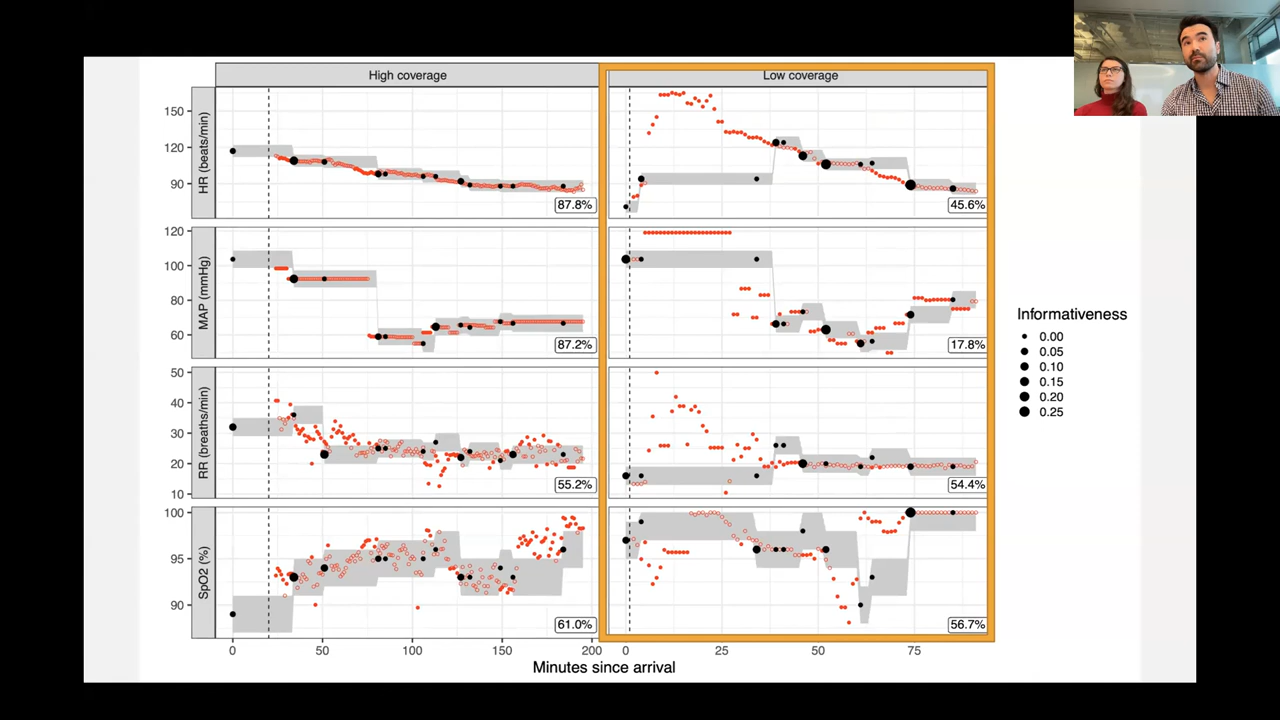 High coverage
Low coverage
HR (beats/min)
150
120
90
87.8%
45.6%
MAP (mmHg)
120
100
80
60
87.2%
17.8%
RR (breaths/min)
50
40
30
20
10
55.2%
54.4%
SpO2 (%)
100
95
90
61.0%
56.7%
0 50 100 150 200
0 25 50 75
Minutes since arrival
Informativeness
0.00
0.05
0.10
0.15
0.20
0.25